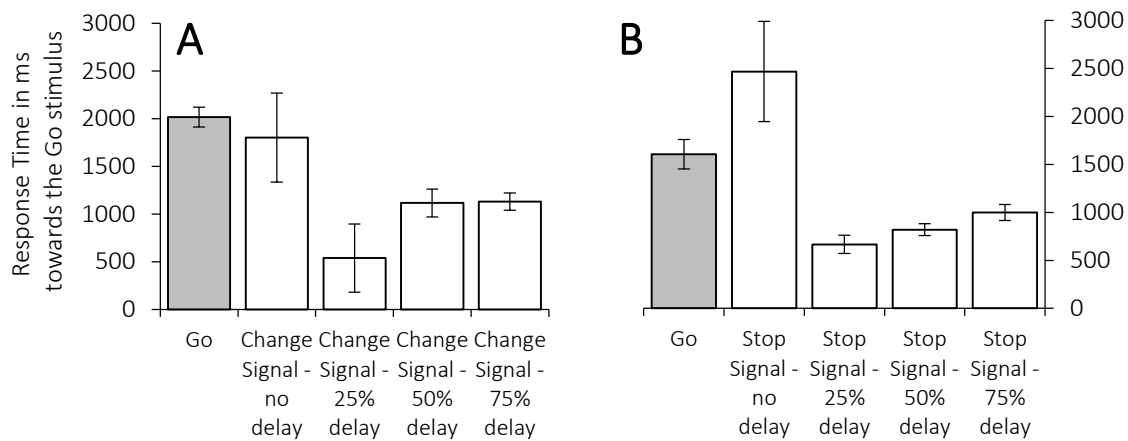 A
B
Response Time in ms
towards the Go stimulus
3000
2500
2000
1500
1000
500
0
Go
Change
Signal -
no
delay
Change
Signal -
25%
delay
Change
Signal -
50%
delay
Change
Signal -
75%
delay
3000
2500
2000
1500
1000
500
0
Go
Stop
Signal -
no
delay
Stop
Signal -
25%
delay
Stop
Signal -
50%
delay
Stop
Signal -
75%
delay